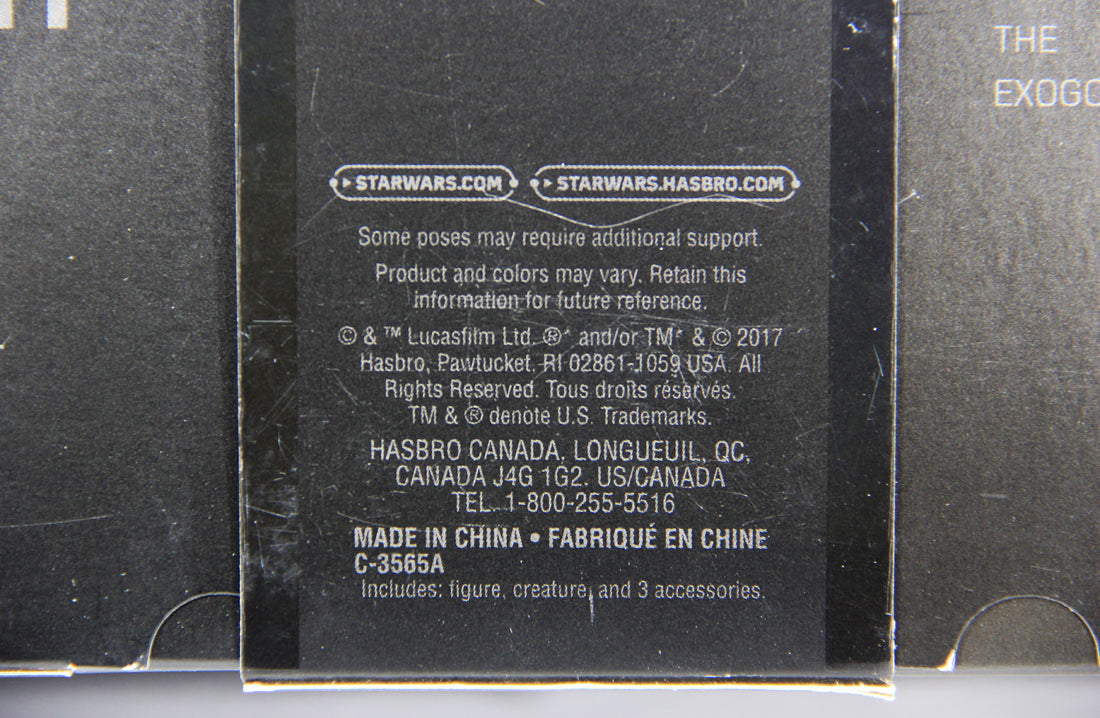 THE
STARWARS.COM STARWARS.HASBRO.COM
Some poses may require additional support.
Product and colors may vary. Retain this
information for future reference.
© & ™ Lucasfilm Ltd. ®* and/or TM* & © 2017
Hasbro, Pawtucket, RI 02861-1059 USA. All
Rights Reserved. Tous droits réservés.
TM & ® denote U.S. Trademarks.
HASBRO CANADA, LONGUEUIL, QC,
CANADA J4G 1G2. US/CANADA
TEL. 1-800-255-5516
MADE IN CHINA • FABRIQUÉ EN CHINE
C-3565A
Includes: figure, creature, and 3 accessories.